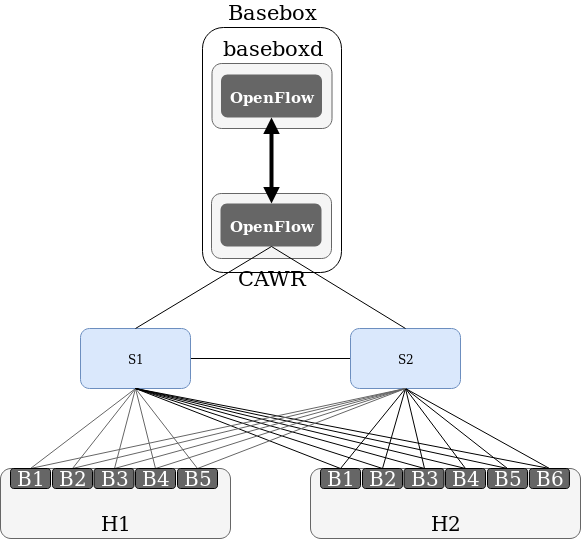 Basebox
baseboxd
OpenFlow
OpenFlow
CAWR
S1 S2
B1 B2 B3 B4 B5 B1 B2 B3 B4 B5 B6
H1 H2